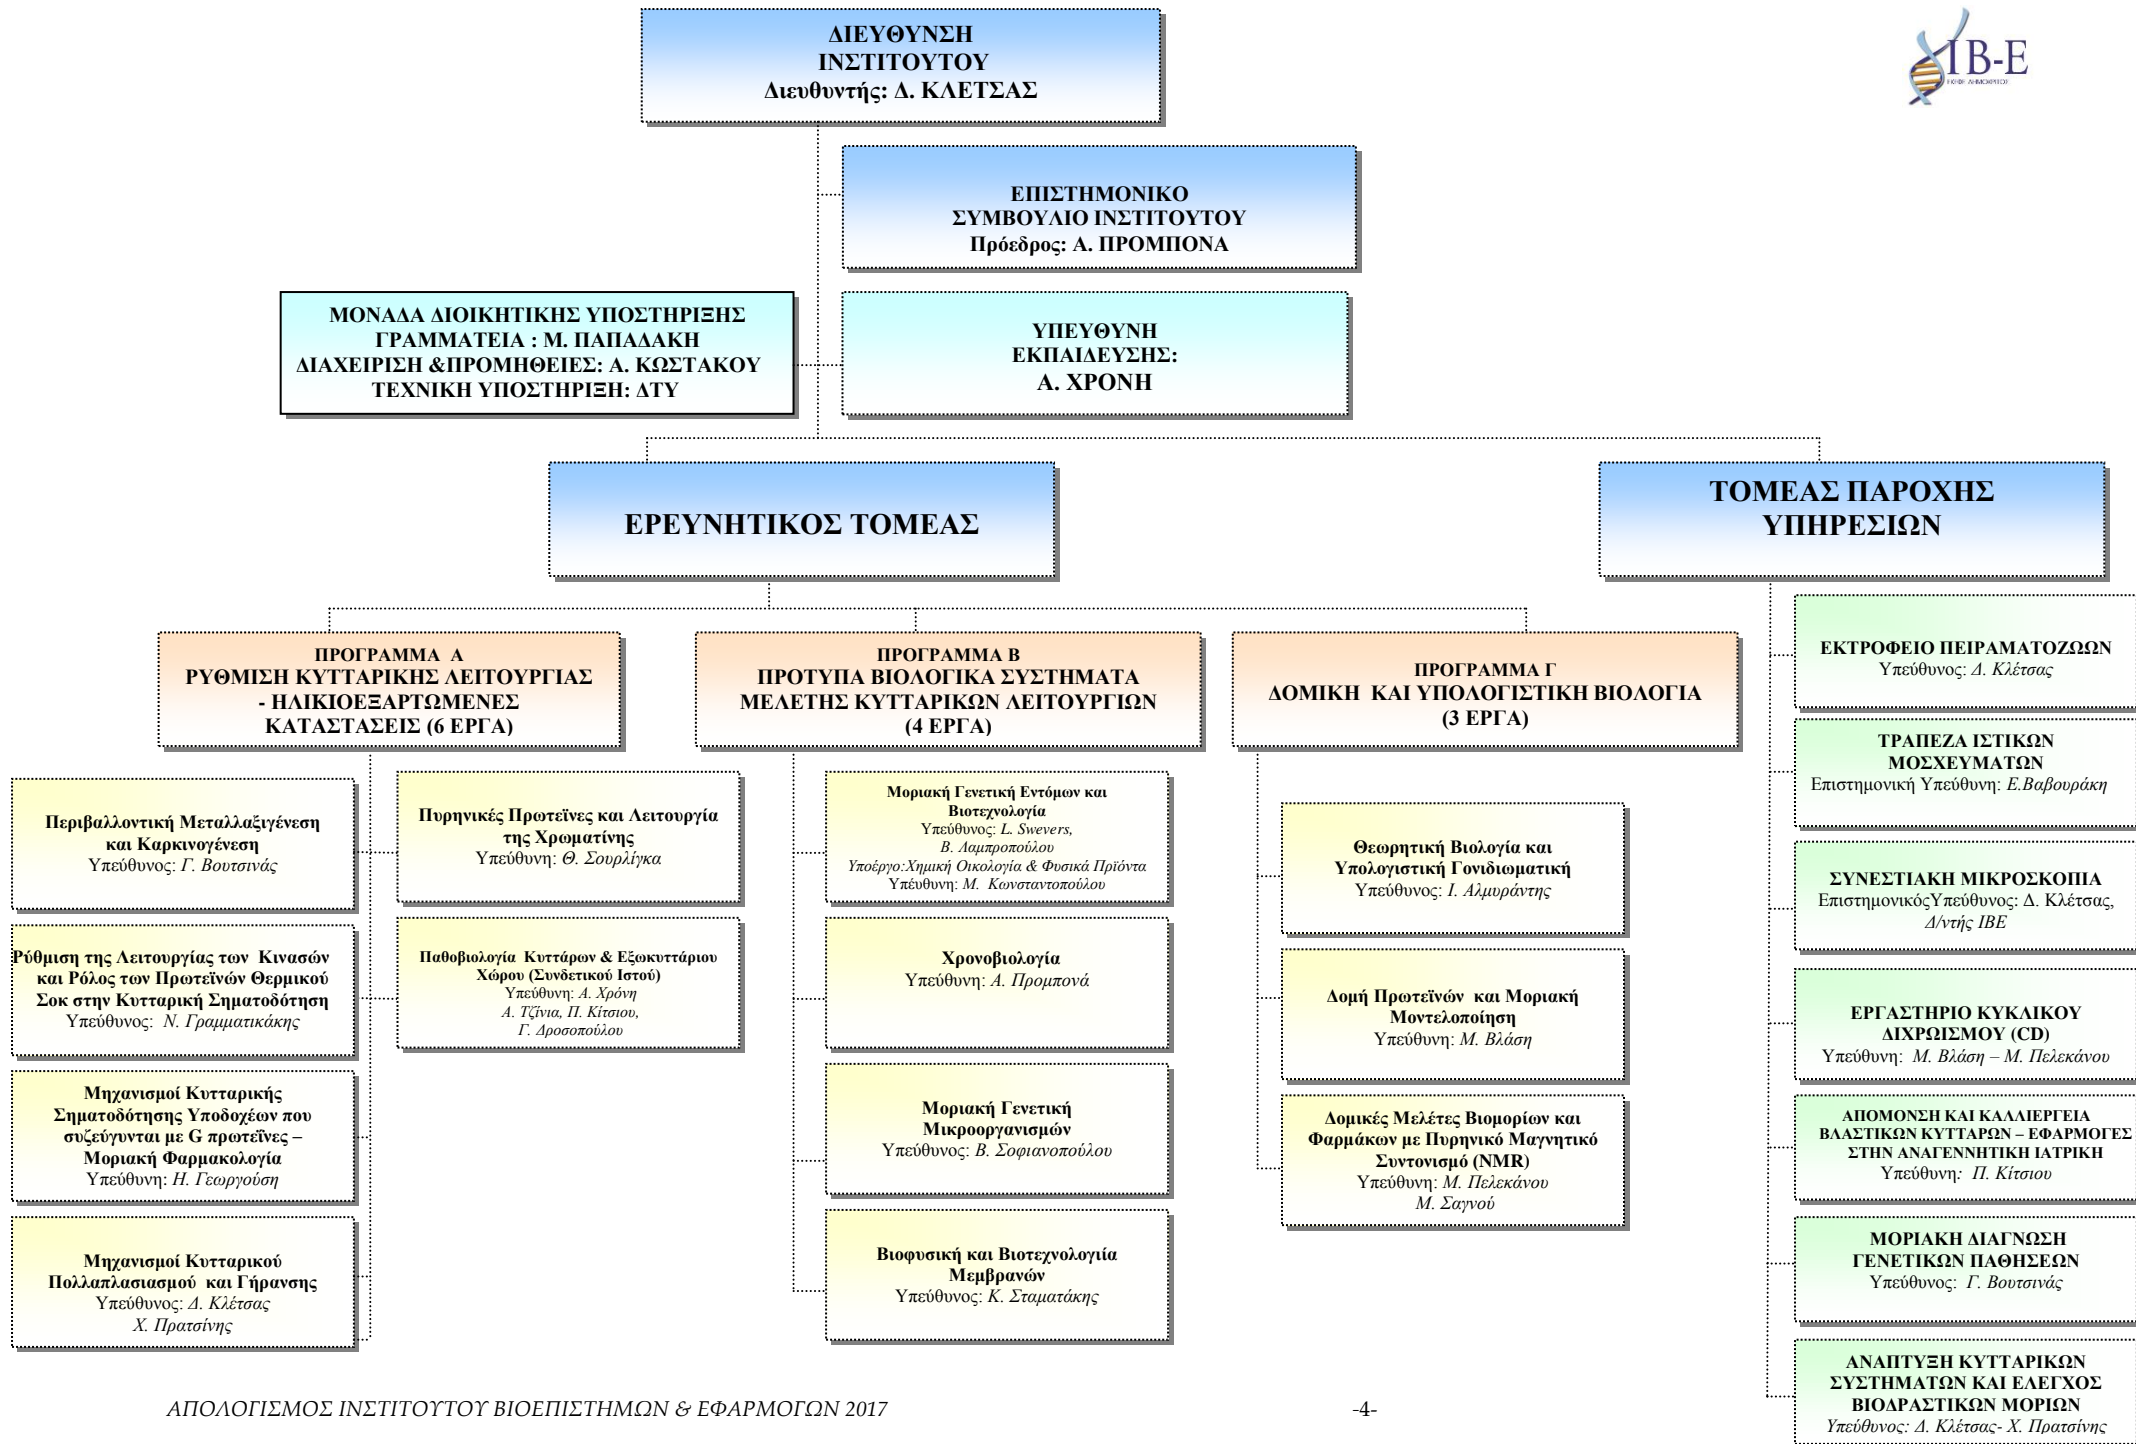 ΔΙΕΥΘΥΝΣΗ
ΙΝΣΤΙΤΟΥΤΟΥ
Διευθυντής: Δ. ΚΛΕΤΣΑΣ
ΙΒ-Ε
ΕΚΕΦΕ ΔΗΜΟΚΡΙΤΟΣ
ΕΠΙΣΤΗΜΟΝΙΚΟ
ΣΥΜΒΟΥΛΙΟ ΙΝΣΤΙΤΟΥΤΟΥ
Πρόεδρος: Α. ΠΡΟΜΠΟΝΑ
ΜΟΝΑΔΑ ΔΙΟΙΚΗΤΙΚΗΣ ΥΠΟΣΤΗΡΙΞΗΣ
ΓΡΑΜΜΑΤΕΙΑ : Μ. ΠΑΠΑΔΑΚΗ
ΔΙΑΧΕΙΡΙΣΗ &ΠΡΟΜΗΘΕΙΕΣ: Α. ΚΩΣΤΑΚΟΥ
ΤΕΧΝΙΚΗ ΥΠΟΣΤΗΡΙΞΗ: ΔΤΥ
ΥΠΕΥΘΥΝΗ
ΕΚΠΑΙΔΕΥΣΗΣ:
Α. ΧΡΟΝΗ
ΕΡΕΥΝΗΤΙΚΟΣ ΤΟΜΕΑΣ
ΤΟΜΕΑΣ ΠΑΡΟΧΗΣ
ΥΠΗΡΕΣΙΩΝ
ΠΡΟΓΡΑΜΜΑ Α
ΡΥΘΜΙΣΗ ΚΥΤΤΑΡΙΚΗΣ ΛΕΙΤΟΥΡΓΙΑΣ
- ΗΛΙΚΙΟΕΞΑΡΤΩΜΕΝΕΣ
ΚΑΤΑΣΤΑΣΕΙΣ (6 ΕΡΓΑ)
ΠΡΟΓΡΑΜΜΑ Β
ΠΡΟΤΥΠΑ ΒΙΟΛΟΓΙΚΑ ΣΥΣΤΗΜΑΤΑ
ΜΕΛΕΤΗΣ ΚΥΤΤΑΡΙΚΩΝ ΛΕΙΤΟΥΡΓΙΩΝ
(4 ΕΡΓΑ)
ΠΡΟΓΡΑΜΜΑ Γ
ΔΟΜΙΚΗ ΚΑΙ ΥΠΟΛΟΓΙΣΤΙΚΗ ΒΙΟΛΟΓΙΑ
(3 ΕΡΓΑ)
Περιβαλλοντική Μεταλλαξιγένεση
και Καρκινογένεση
Υπεύθυνος: Γ. Βουτσινάς
Ρύθμιση της Λειτουργίας των Κινασών
και Ρόλος των Πρωτεϊνών Θερμικού
Σοκ στην Κυτταρική Σηματοδότηση
Υπεύθυνος: Ν. Γραμματικάκης
Μηχανισμοί Κυτταρικής
Σηματοδότησης Υποδοχέων που
συζεύγυνται με G πρωτεΐνες –
Μοριακή Φαρμακολογία
Υπεύθυνη: Η. Γεωργούση
Μηχανισμοί Κυτταρικού
Πολλαπλασιασμού και Γήρανσης
Υπεύθυνος: Δ. Κλέτσας
Χ. Πρατσίνης
Πυρηνικές Πρωτεϊνες και Λειτουργία
της Χρωματίνης
Υπεύθυνη: Θ. Σουρλίγκα
Παθοβιολογία Κυττάρων & Εξωκυττάριου
Χώρου (Συνδετικού Ιστού)
Υπεύθυνη: Α. Χρόνη
Α. Τζίνια, Π. Κίτσιου,
Γ. Δροσοπούλου
Μοριακή Γενετική Εντόμων και
Βιοτεχνολογία
Υπεύθυνος: L. Swevers,
Β. Λαμπροπούλου
Υποέργο:Χημική Οικολογία & Φυσικά Πρϊόντα
Υπέυθυνη: Μ. Κωνσταντοπούλου
Χρονοβιολογία
Υπεύθυνη: Α. Προμπονά
Μοριακή Γενετική
Μικροοργανισμών
Υπεύθυνος: Β. Σοφιανοπούλου
Βιοφυσική και Βιοτεχνολογιία
Μεμβρανών
Υπεύθυνος: Κ. Σταματάκης
Θεωρητική Βιολογία και
Υπολογιστική Γονιδιωματική
Υπεύθυνος: Ι. Αλμυράντης
Δομή Πρωτεϊνών και Μοριακή
Μοντελοποίηση
Υπεύθυνη: Μ. Βλάση
Δομικές Μελέτες Βιομορίων και
Φαρμάκων με Πυρηνικό Μαγνητικό
Συντονισμό (NMR)
Υπεύθυνη: Μ. Πελεκάνου
Μ. Σαγνού
ΕΚΤΡΟΦΕΙΟ ΠΕΙΡΑΜΑΤΟΖΩΩΝ
Υπεύθυνος: Δ. Κλέτσας
ΤΡΑΠΕΖΑ ΙΣΤΙΚΩΝ
ΜΟΣΧΕΥΜΑΤΩΝ
Επιστημονική Υπεύθυνη: Ε.Βαβουράκη
ΣΥΝΕΣΤΙΑΚΗ ΜΙΚΡΟΣΚΟΠΙΑ
ΕπιστημονικόςΥπεύθυνος: Δ. Κλέτσας,
Δ/ντής ΙΒΕ
ΕΡΓΑΣΤΗΡΙΟ ΚΥΚΛΙΚΟΥ
ΔΙΧΡΩΙΣΜΟΥ (CD)
Υπεύθυνη: Μ. Βλάση – Μ. Πελεκάνου
ΑΠΟΜΟΝΣΗ ΚΑΙ ΚΑΛΛΙΕΡΓΕΙΑ
ΒΛΑΣΤΙΚΩΝ ΚΥΤΤΑΡΩΝ – ΕΦΑΡΜΟΓΕΣ
ΣΤΗΝ ΑΝΑΓΕΝΝΗΤΙΚΗ ΙΑΤΡΙΚΗ
Υπεύθυνη: Π. Κίτσιου
ΜΟΡΙΑΚΗ ΔΙΑΓΝΩΣΗ
ΓΕΝΕΤΙΚΩΝ ΠΑΘΗΣΕΩΝ
Υπεύθυνος: Γ. Βουτσινάς
ΑΝΑΠΤΥΞΗ ΚΥΤΤΑΡΙΚΩΝ
ΣΥΣΤΗΜΑΤΩΝ ΚΑΙ ΕΛΕΓΧΟΣ
ΒΙΟΔΡΑΣΤΙΚΩΝ ΜΟΡΙΩΝ
Υπεύθυνος: Δ. Κλέτσας- Χ. Πρατσίνης
ΑΠΟΛΟΓΙΣΜΟΣ ΙΝΣΤΙΤΟΥΤΟΥ ΒΙΟΕΠΙΣΤΗΜΩΝ & ΕΦΑΡΜΟΓΩΝ 2017
-4-